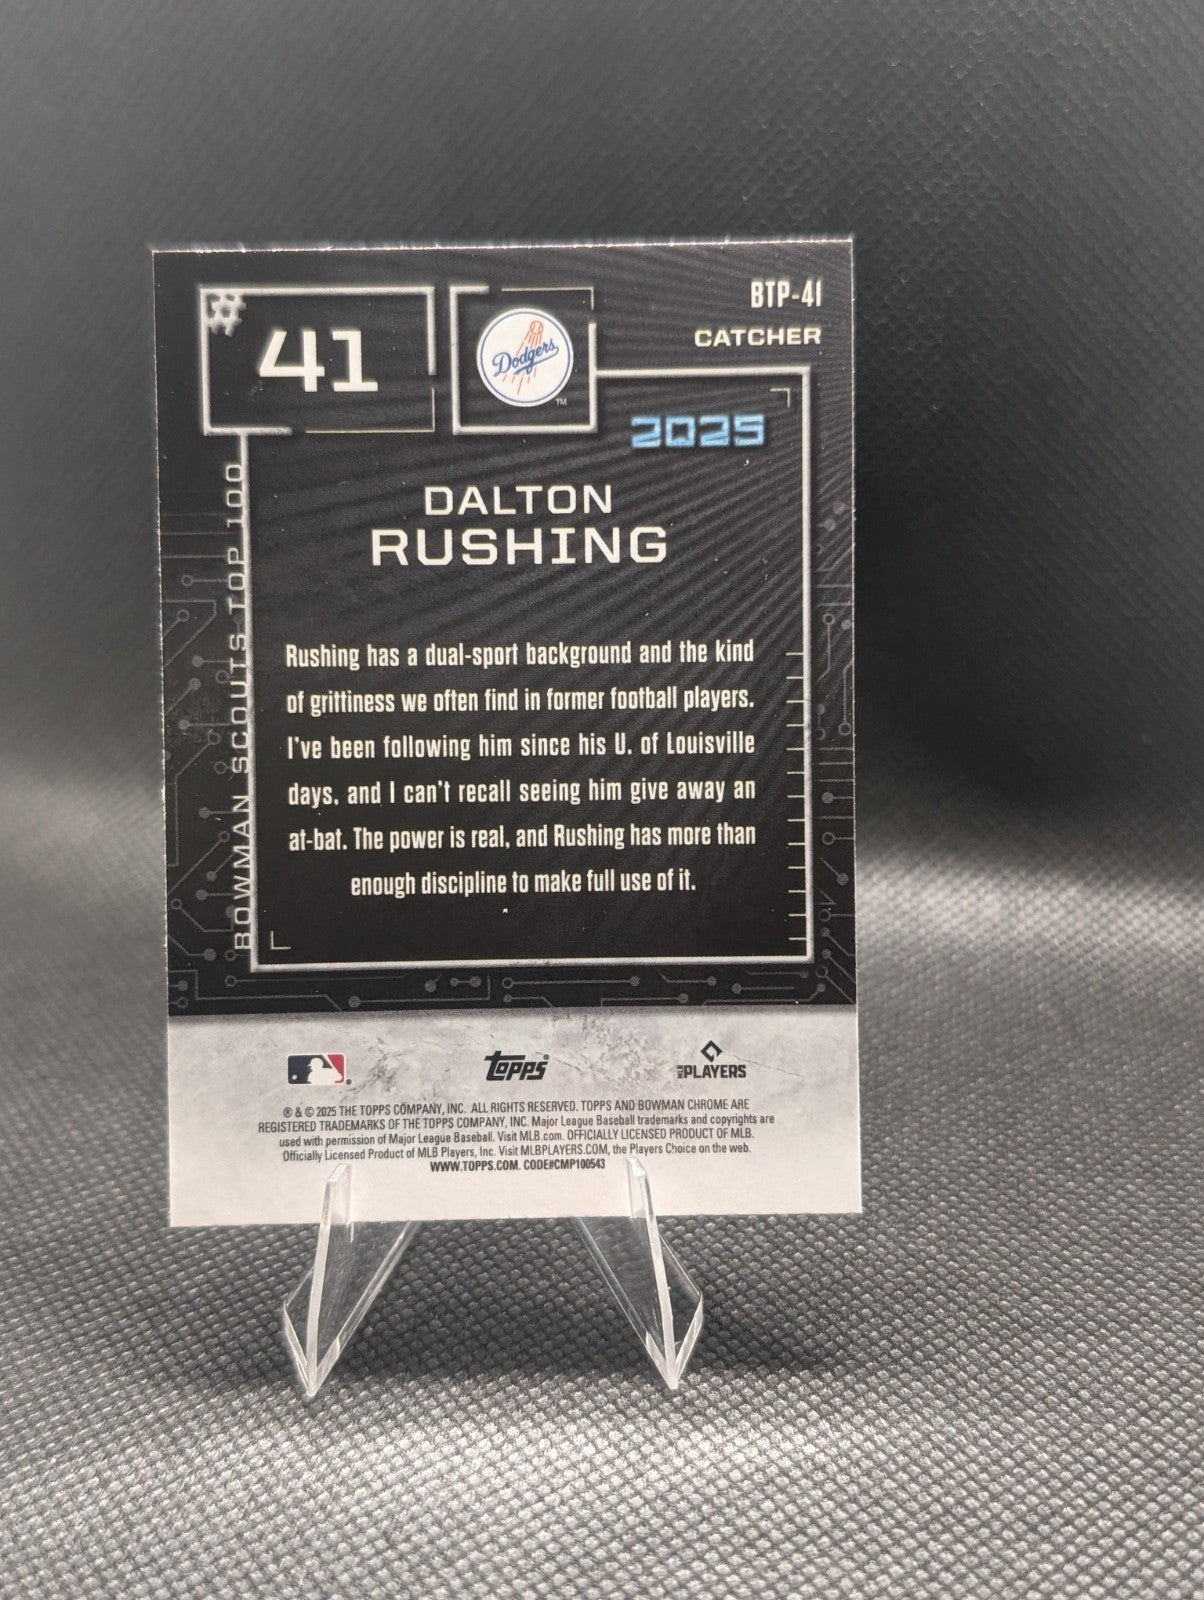 # 41
Dodgers
TM
BTP-41
CATCHER
2025
BOWMAN SCOUTS TOP 100
DALTON
RUSHING
Rushing has a dual-sport background and the kind
of grittiness we often find in former football players.
I've been following him since his U. of Louisville
days, and I can't recall seeing him give away an
at-bat. The power is real, and Rushing has more than
enough discipline to make full use of it.
Topps®
MLB PLAYERS
® & © 2025 THE TOPPS COMPANY, INC. ALL RIGHTS RESERVED. TOPPS AND BOWMAN CHROME ARE
REGISTERED TRADEMARKS OF THE TOPPS COMPANY, INC. Major League Baseball trademarks and copyrights are
used with permission of Major League Baseball. Visit MLB.com. OFFICIALLY LICENSED PRODUCT OF MLB.
Officially Licensed Product of MLB Players, Inc. Visit MLBPLAYERS.COM, the Players Choice on the web.
WWW.TOPPS.COM. CODE#CMP100543